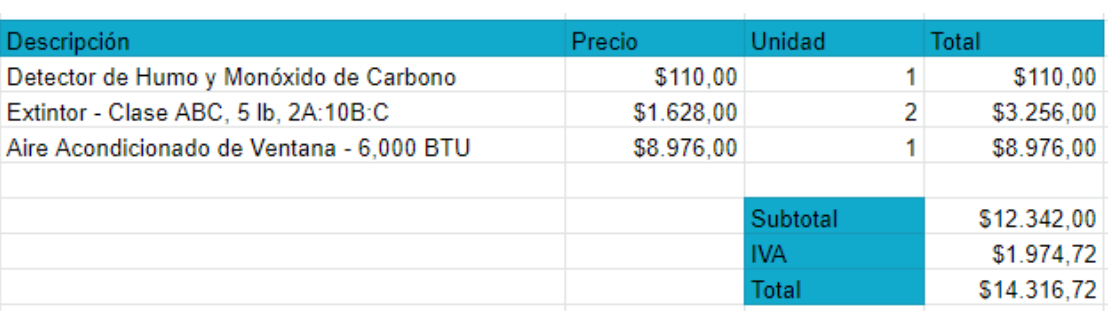 Descripción Precio Unidad Total
Detector de Humo y Monóxido de Carbono $110,00 1 $110,00
Extintor - Clase ABC, 5 lb, 2A:10B:C $1.628,00 2 $3.256,00
Aire Acondicionado de Ventana - 6,000 BTU $8.976,00 1 $8.976,00
Subtotal $12.342,00
IVA $1.974,72
Total $14.316,72